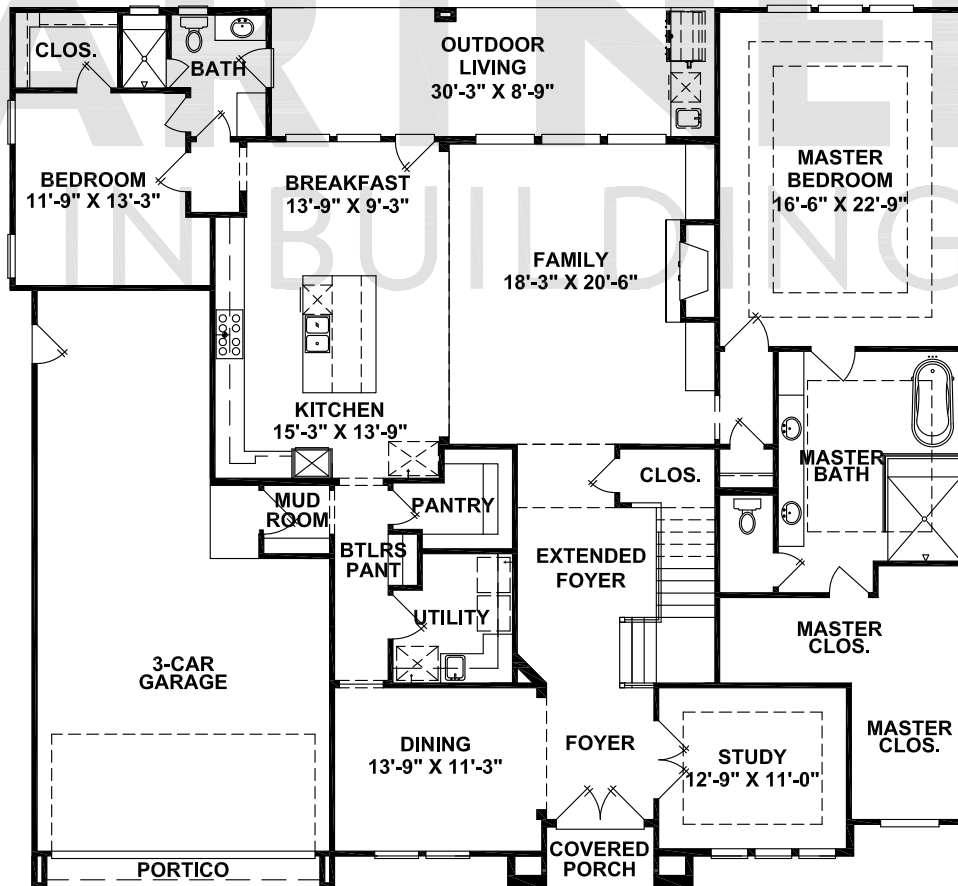 ARTNE
IN BUILDING
CLOS.
BATH
OUTDOOR
LIVING
30'-3" X 8'-9"
BEDROOM
11'-9" X 13'-3"
BREAKFAST
13'-9" X 9'-3"
MASTER
BEDROOM
16'-6" X 22'-9"
FAMILY
18'-3" X 20'-6"
KITCHEN
15'-3" X 13'-9"
MASTER
BATH
CLOS.
MUD
ROOM
PANTRY
BTLRS
PANT
EXTENDED
FOYER
UTILITY
MASTER
CLOS.
3-CAR
GARAGE
DINING
13'-9" X 11'-3"
FOYER
STUDY
12'-9" X 11'-0"
MASTER
CLOS.
COVERED
PORCH
PORTICO